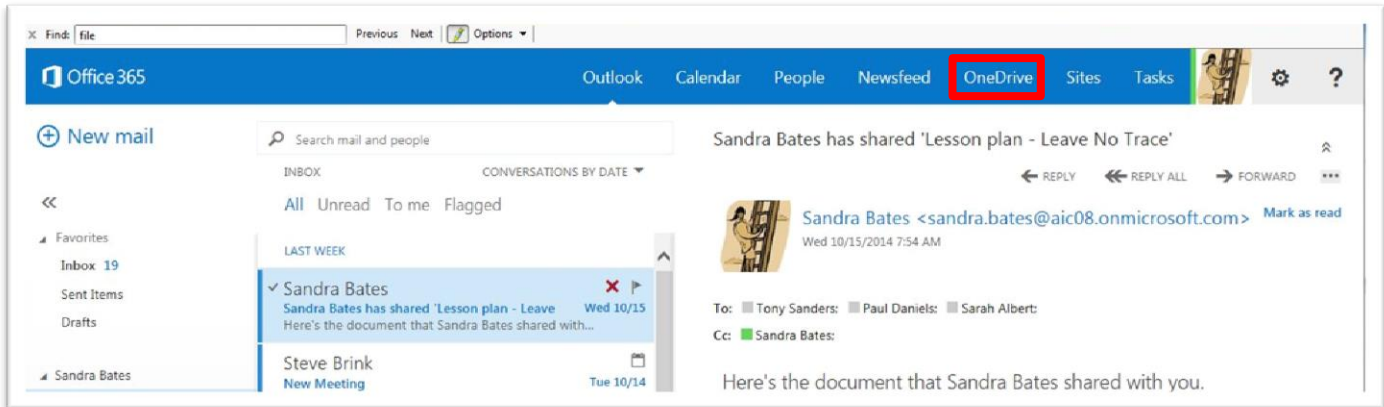 x Find: file Previous Next Options
Office 365 Outlook Calendar People Newsfeed OneDrive Sites Tasks ?
New mail
Search mail and people
INBOX CONVERSATIONS BY DATE
All Unread To me Flagged
Favorites
Inbox 19
Sent Items
Drafts
Sandra Bates
LAST WEEK
Sandra Bates
Sandra Bates has shared 'Lesson plan - Leave Wed 10/15
Here's the document that Sandra Bates shared with...
Steve Brink
New Meeting Tue 10/14
Sandra Bates has shared 'Lesson plan - Leave No Trace'
REPLY REPLY ALL FORWARD ...
Sandra Bates <sandra.bates@aic08.onmicrosoft.com> Mark as read
Wed 10/15/2014 7:54 AM
To: Tony Sanders: Paul Daniels: Sarah Albert:
Cc: Sandra Bates:
Here's the document that Sandra Bates shared with you.